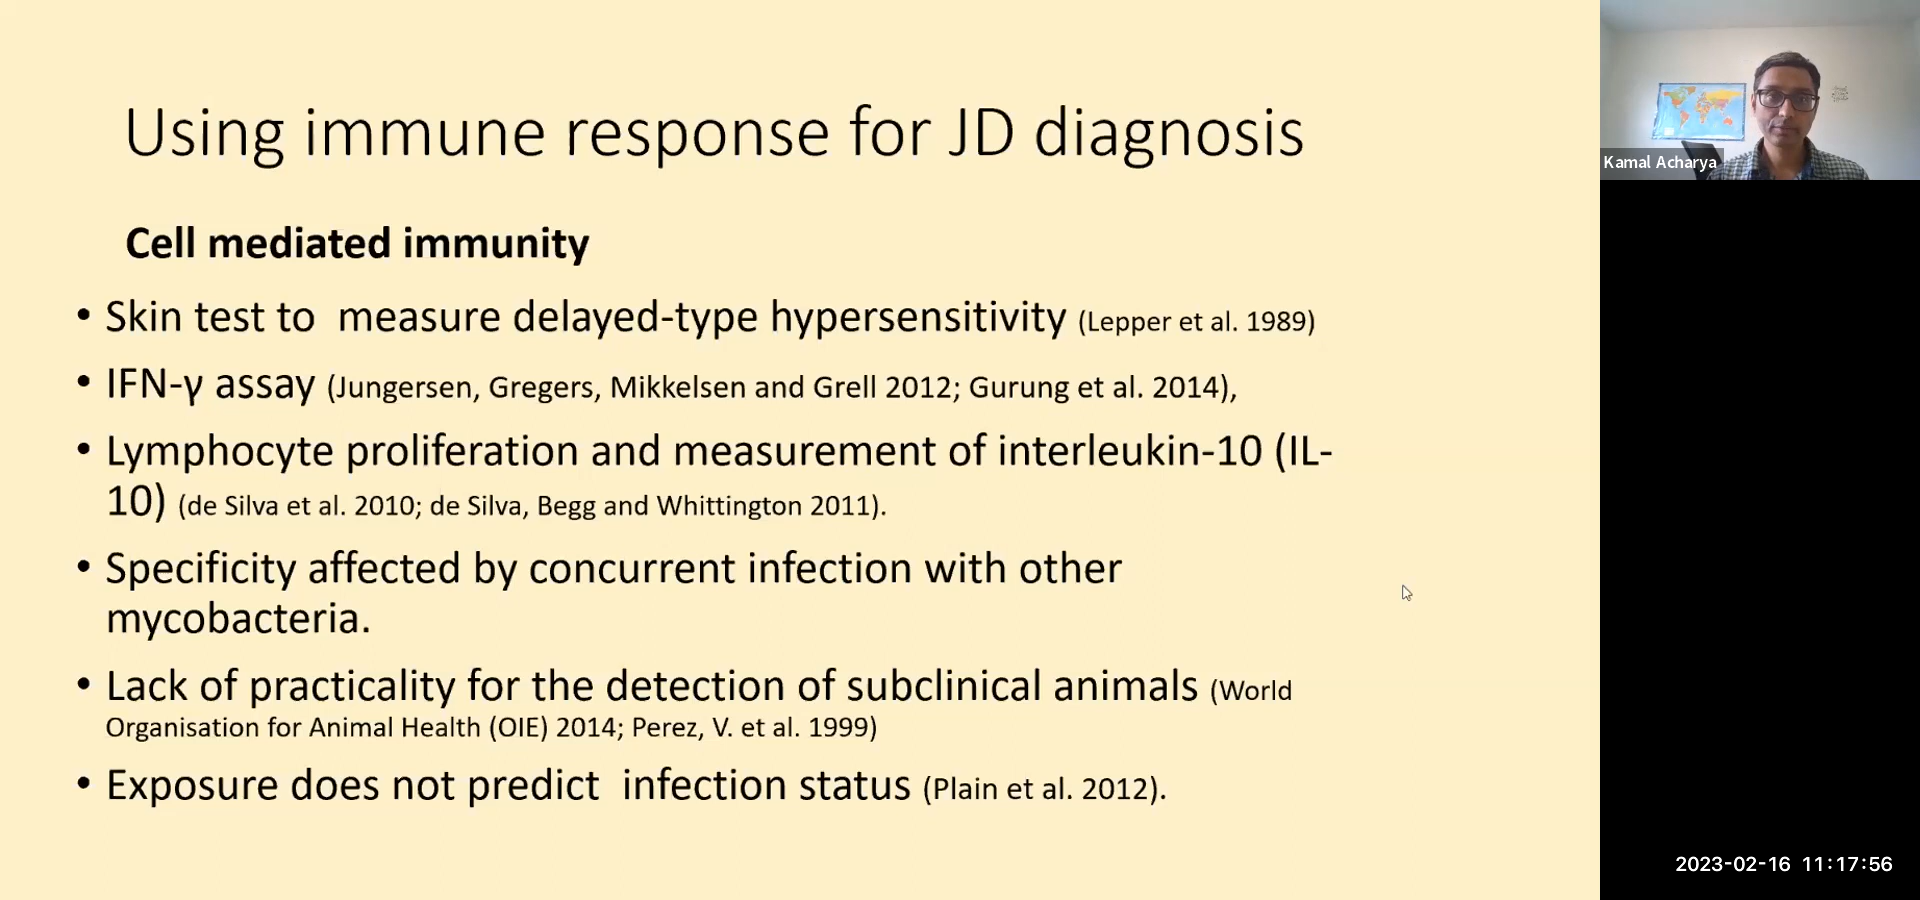 Using immune response for JD diagnosis
Cell mediated immunity
• Skin test to  measure delayed-type hypersensitivity (Lepper et al. 1989)
• IFN-γ assay (Jungersen, Gregers, Mikkelsen and Grell 2012; Gurung et al. 2014),
• Lymphocyte proliferation and measurement of interleukin-10 (IL-
10) (de Silva et al. 2010; de Silva, Begg and Whittington 2011).
• Specificity affected by concurrent infection with other
mycobacteria.
• Lack of practicality for the detection of subclinical animals (World
Organisation for Animal Health (OIE) 2014; Perez, V. et al. 1999)
• Exposure does not predict  infection status (Plain et al. 2012).
Kamal Acharya
2023-02-16 11:17:56